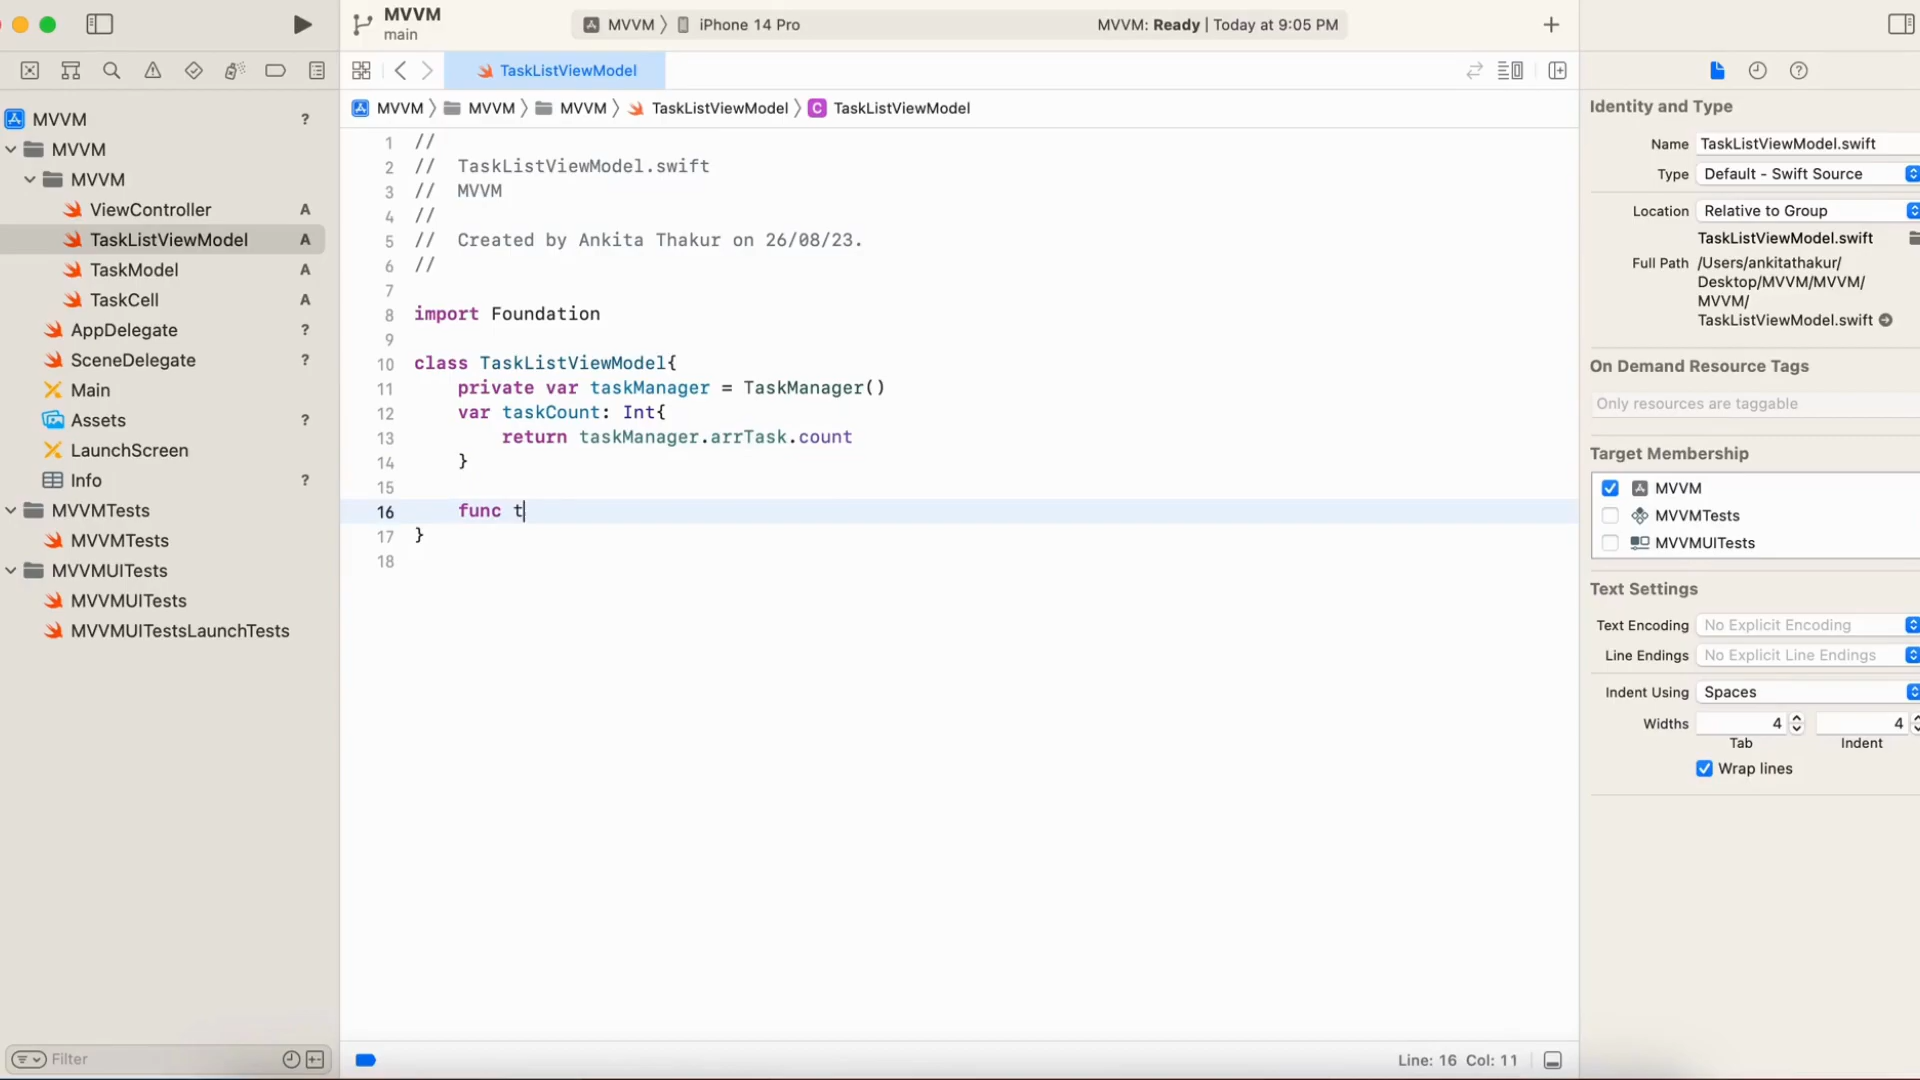 MVVM
main
MVVM 〉 iPhone 14 Pro
MVVM: Ready | Today at 9:05 PM
TaskListViewModel
MVVM 〉 MVVM 〉 MVVM 〉 TaskListViewModel 〉 C TaskListViewModel
MVVM ?
MVVM
MVVM
ViewController A
TaskListViewModel A
TaskModel A
TaskCell A
AppDelegate ?
SceneDelegate ?
Main
Assets ?
LaunchScreen
Info ?
MVVMTests
MVVMTests
MVVMUITests
MVVMUITests
MVVMUITestsLaunchTests
Filter
1 //
2 // TaskListViewModel.swift
3 // MVVM
4 //
5 // Created by Ankita Thakur on 26/08/23.
6 //
7
8 import Foundation
9
10 class TaskListViewModel{
11 private var taskManager = TaskManager()
12 var taskCount: Int{
13 return taskManager.arrTask.count
14 }
15
16 func t
17 }
18
Line: 16 Col: 11
Identity and Type
Name TaskListViewModel.swift
Type Default - Swift Source
Location Relative to Group
TaskListViewModel.swift
Full Path /Users/ankitathakur/
Desktop/MVVM/MVVM/
MVVM/
TaskListViewModel.swift
On Demand Resource Tags
Only resources are taggable
Target Membership
MVVM
MVVMTests
MVVMUITests
Text Settings
Text Encoding No Explicit Encoding
Line Endings No Explicit Line Endings
Indent Using Spaces
Widths 4 4
Tab Indent
Wrap lines